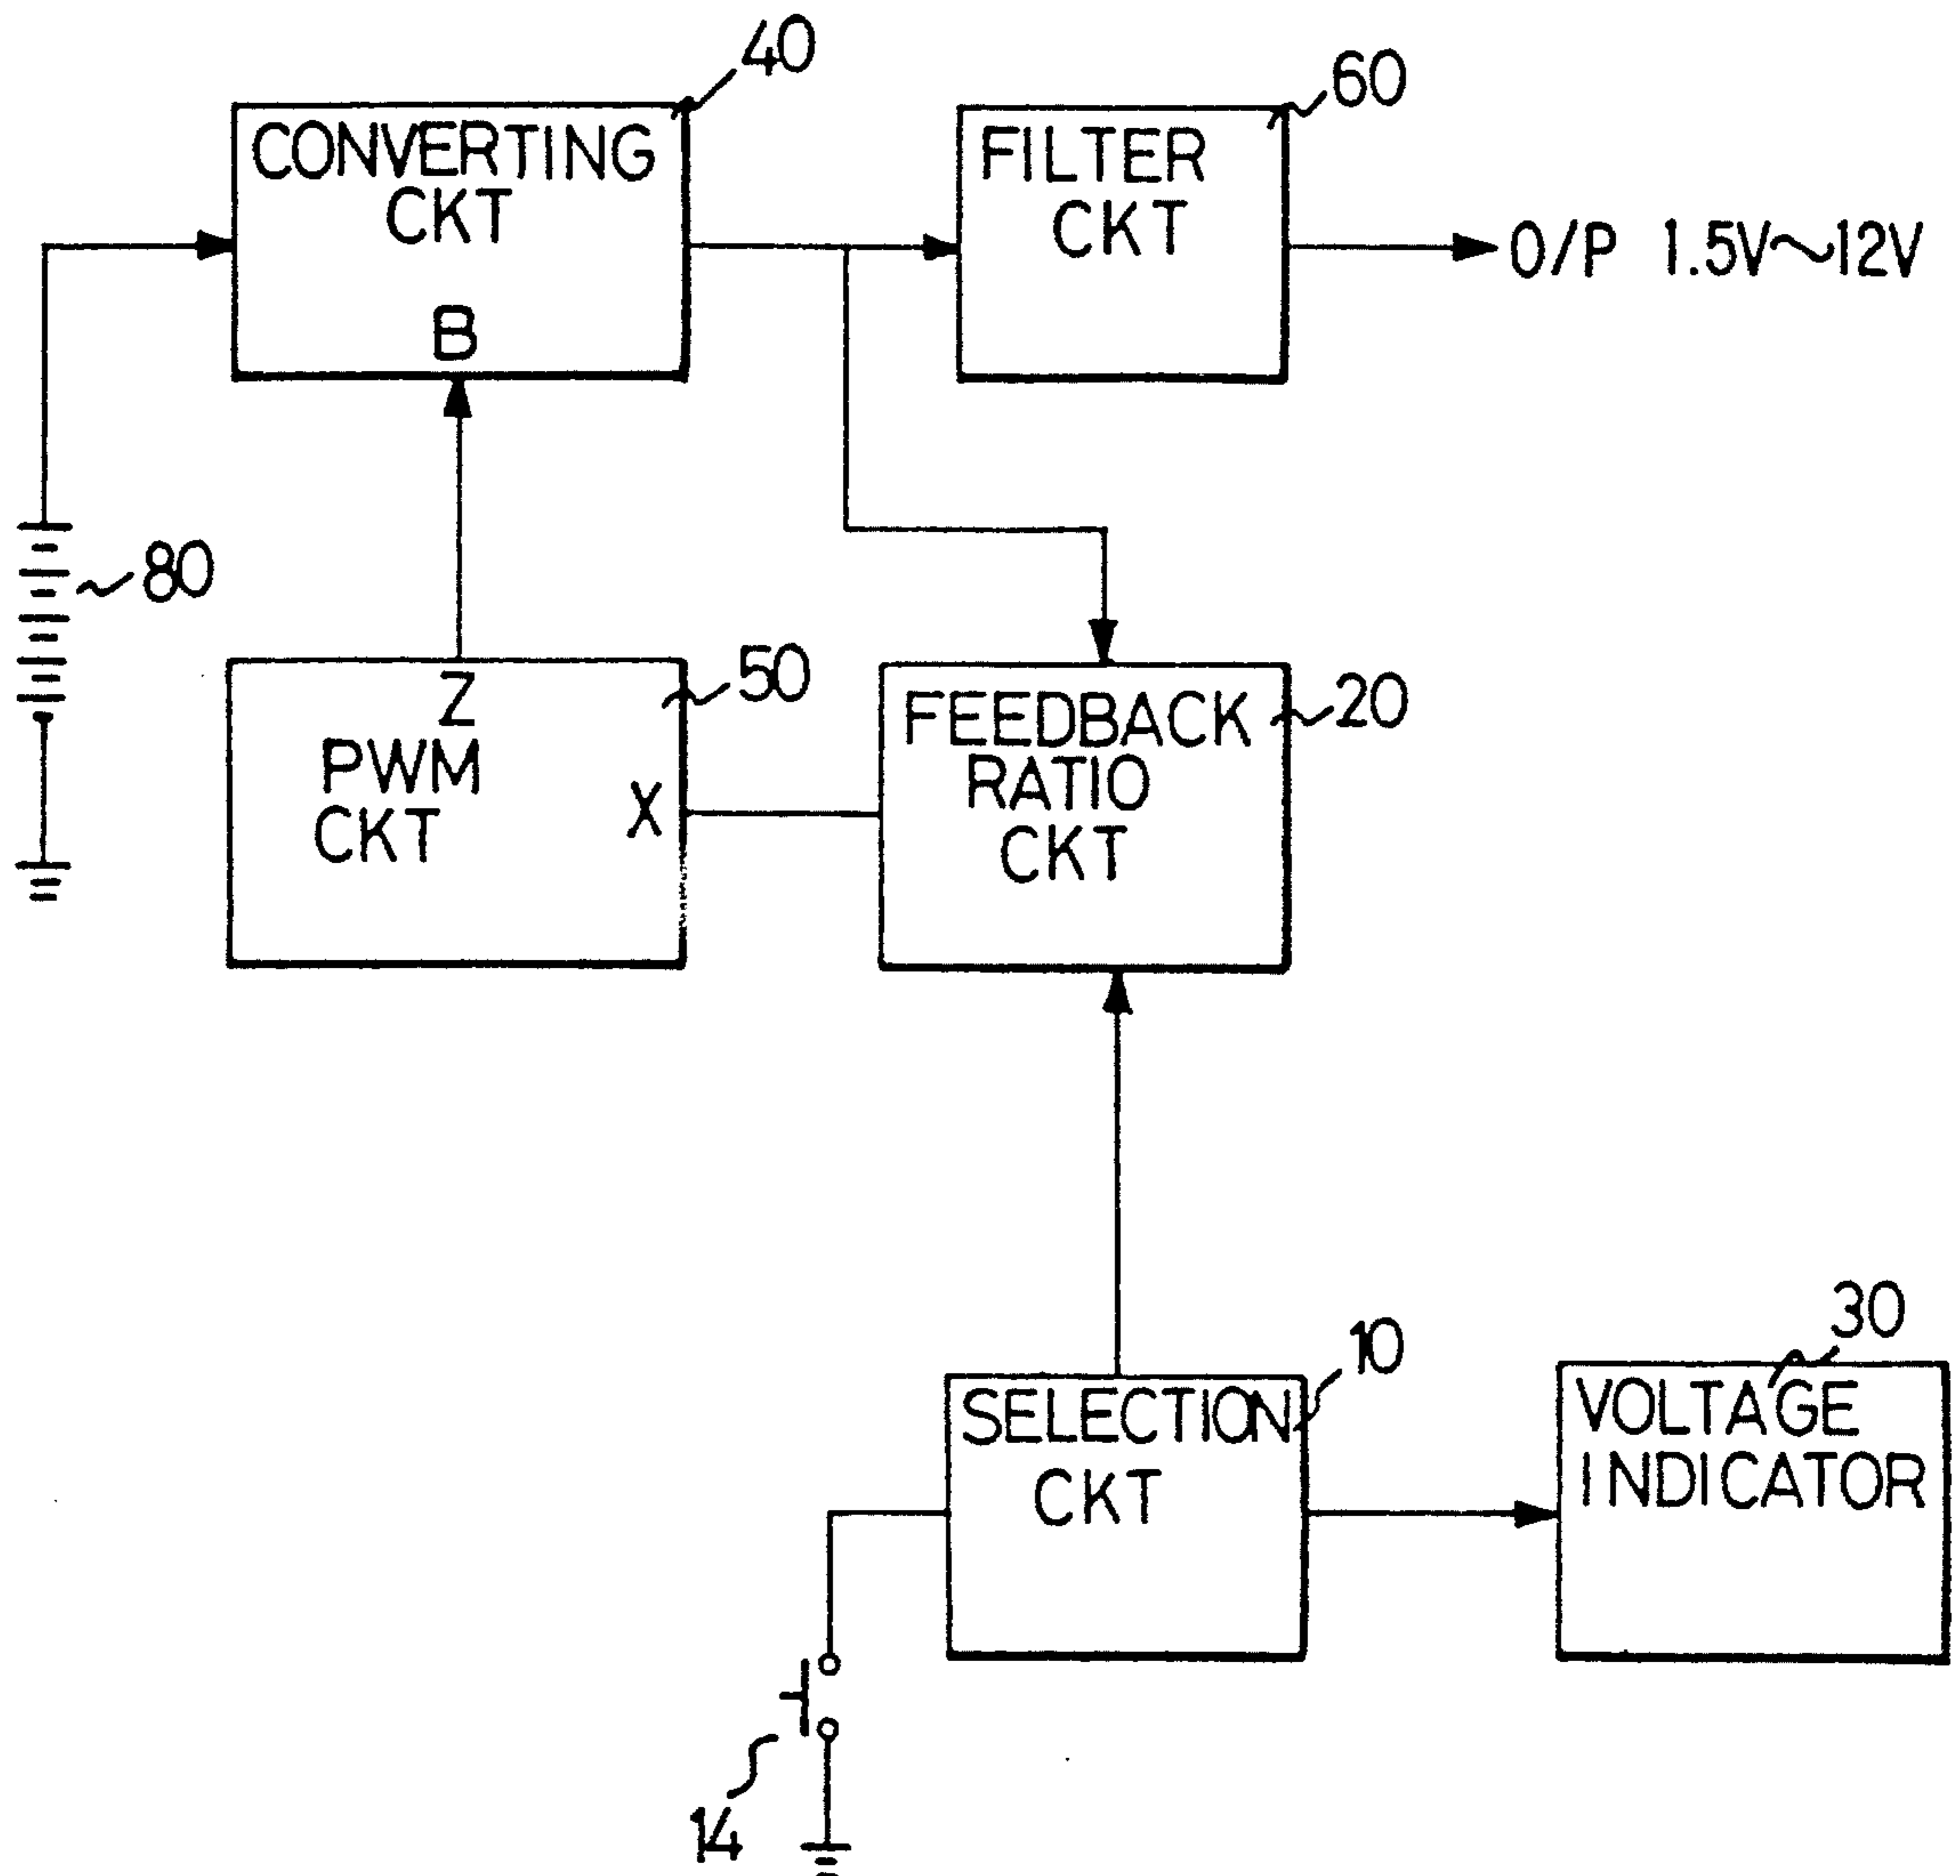 40
CONVERTING
CKT
B
60
FILTER
CKT
O/P 1.5V~12V
80
50
Z
PWM
CKT
X
20
FEEDBACK
RATIO
CKT
10
SELECTION
CKT
30
VOLTAGE
INDICATOR
14